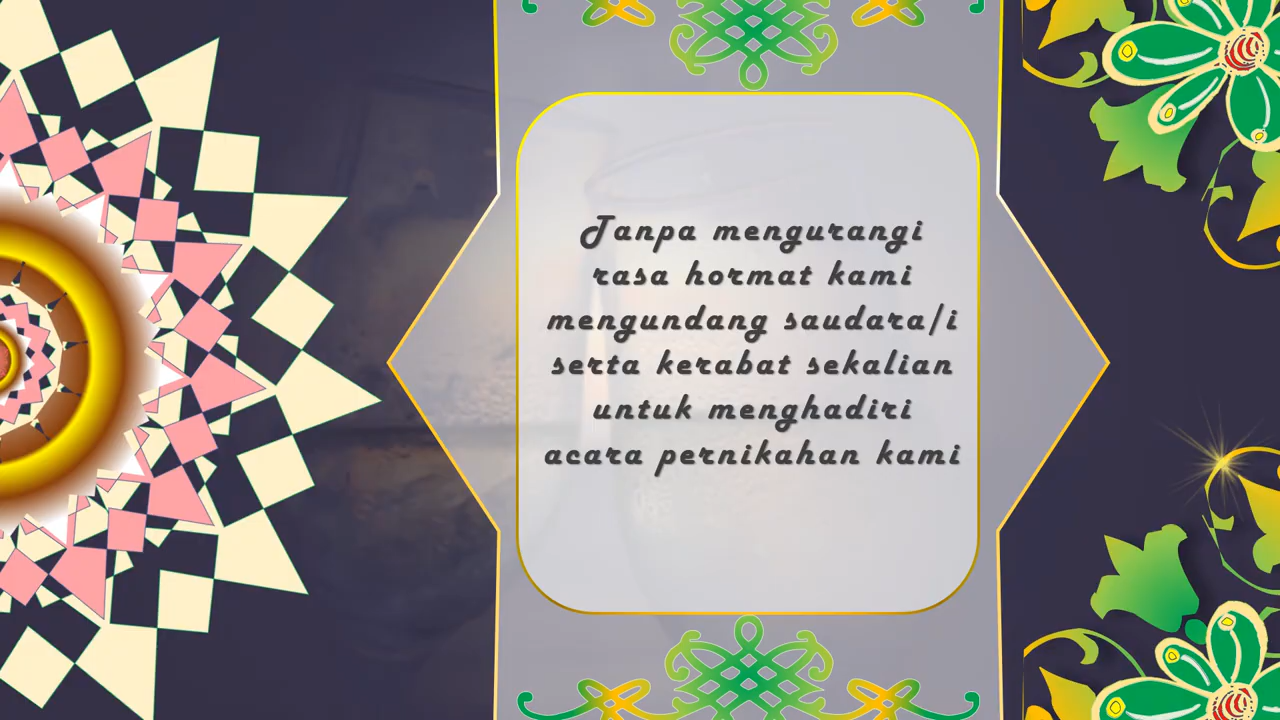 Tanpa mengurangi
rasa hormat kami
mengundang saudara/i
serta kerabat sekalian
untuk menghadiri
acara pernikahan kami